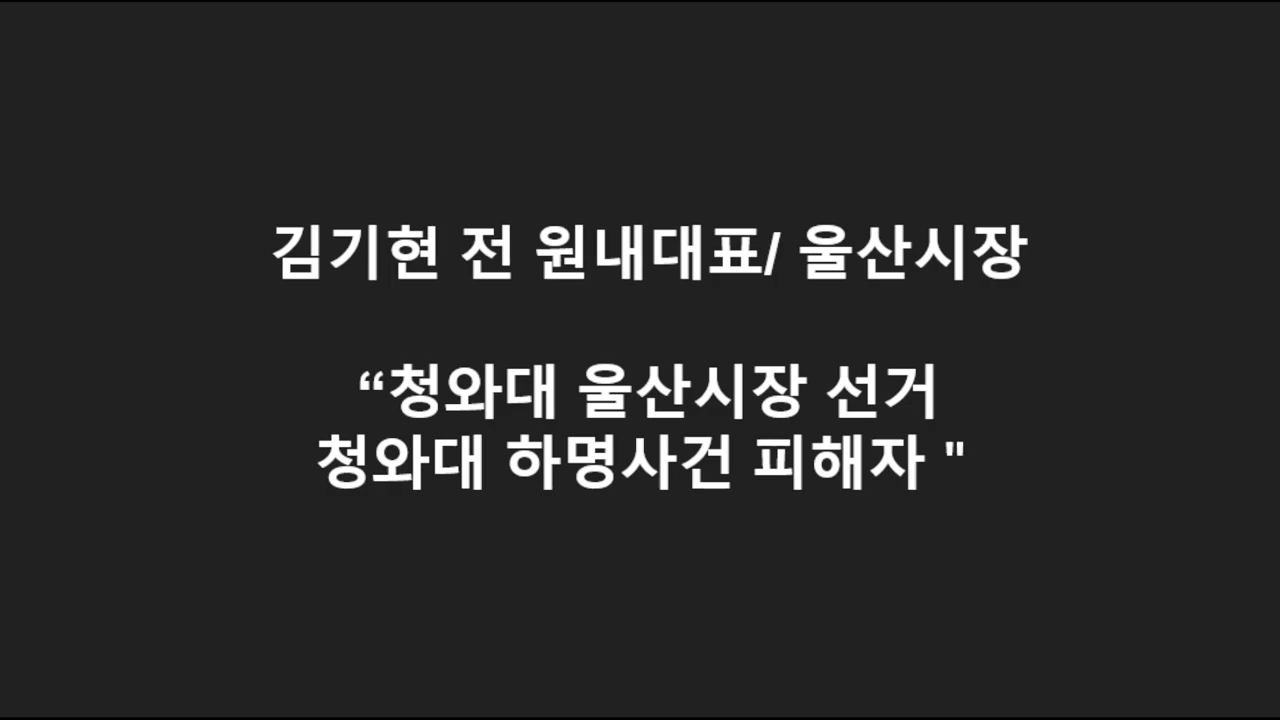 김기현 전 원내대표/ 울산시장
“청와대 울산시장 선거
청와대 하명사건 피해자 "